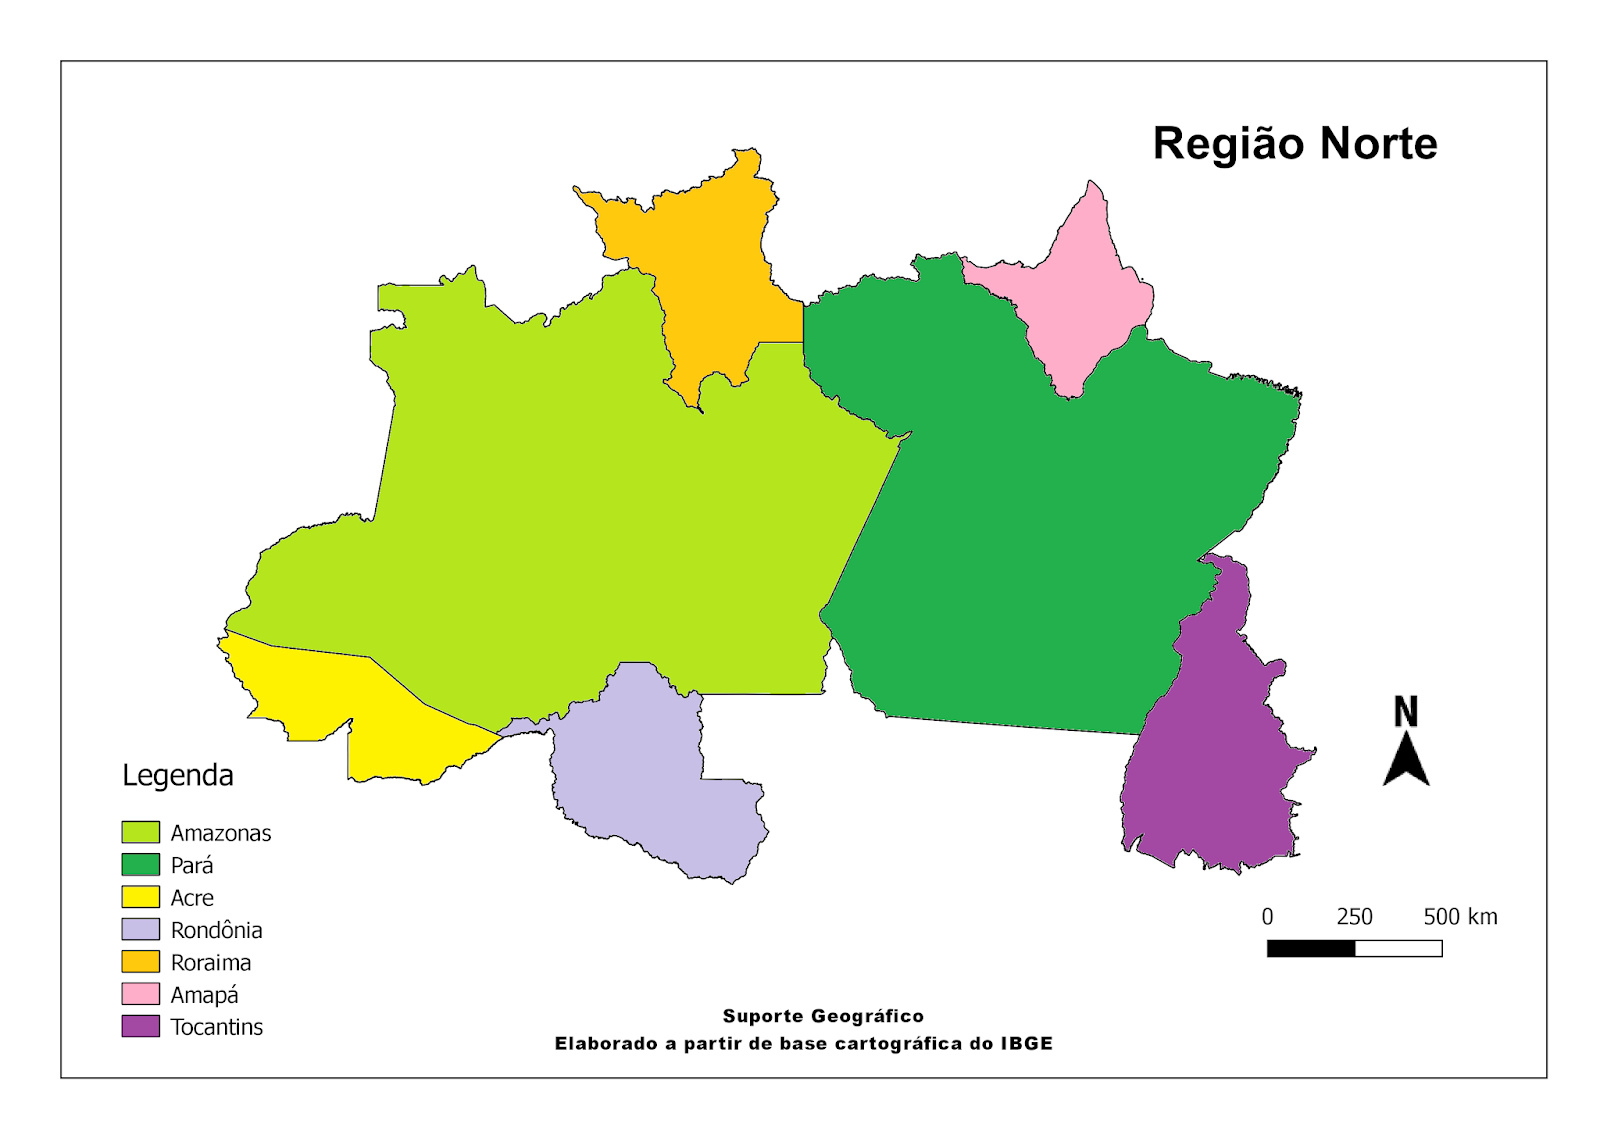 Região Norte
N
Legenda
Amazonas
Pará
Acre
Rondônia
Roraima
Amapá
Tocantins
0 250 500 km
Suporte Geográfico
Elaborado a partir de base cartográfica do IBGE